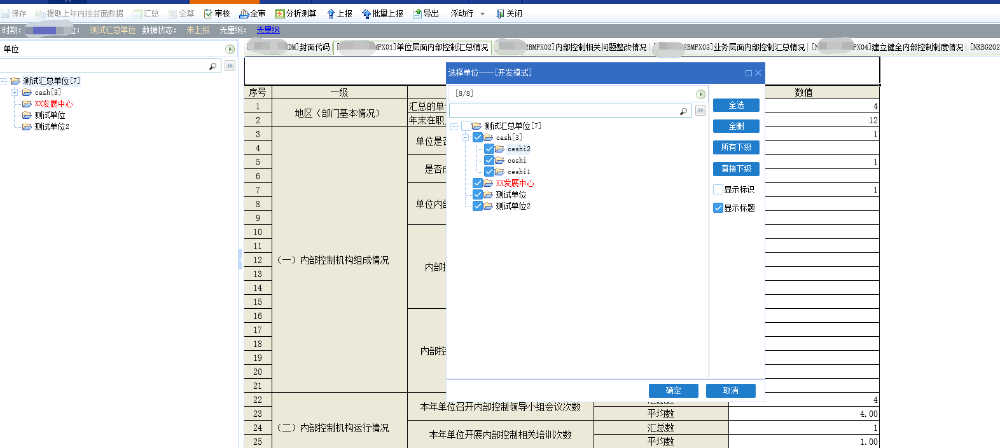 保存 提取上年内控封面数据 汇总 全算 审核 全审 分析测算 上报 批量上报 导出 浮动行 关闭
时期: 位: 测试汇总单位 数据状态: 未上报 无量纲: 无量纲
单位
[ DM]封面代码 [ MFX01]单位层面内部控制汇总情况 2BMFX02]内部控制相关问题整改情况 2BMFX03]业务层面内部控制汇总情况 [N FX04]建立健全内部控制制度情况 [NKBG202
测试汇总单位[7]
cash[3]
XX发展中心
测试单位
测试单位2
选择单位----[开发模式]
[8/8]
测试汇总单位[7]
cash[3]
ceshi2
ceshi
ceshi1
XX发展中心
测试单位
测试单位2
全选
全删
所有下级
直接下级
显示标识
显示标题
确定 取消
序号 一级 数值
1 地区（部门基本情况） 汇总的单 4
2 年末在职 12
3 （一）内部控制机构组成情况 单位是否 1
4
5 是否成 1
6
7 单位内部 1
8
9
10 内部控
11
12
13
14
15
16 内部控
17
18
19
20
21
22 （二）内部控制机构运行情况 本年单位召开内部控制领导小组会议次数 汇总数 4
23 平均数 4.00
24 本年单位开展内部控制相关培训次数 汇总数 1
25 平均数 1.00